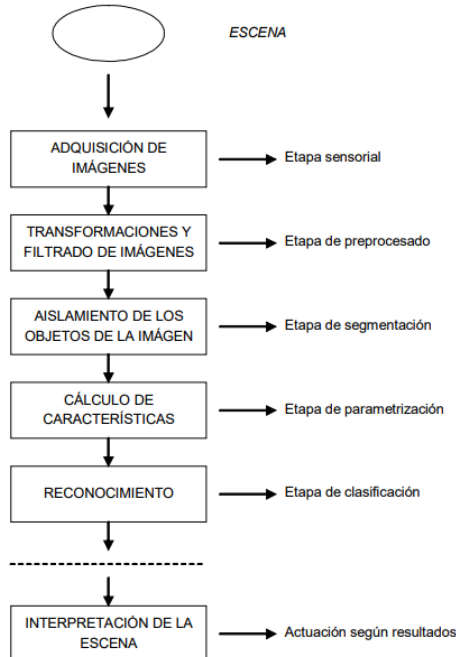 ESCENA
ADQUISICIÓN DE
IMÁGENES
Etapa sensorial
TRANSFORMACIONES Y
FILTRADO DE IMÁGENES
Etapa de preprocesado
AISLAMIENTO DE LOS
OBJETOS DE LA IMÁGEN
Etapa de segmentación
CÁLCULO DE
CARACTERÍSTICAS
Etapa de parametrización
RECONOCIMIENTO
Etapa de clasificación
INTERPRETACIÓN DE LA
ESCENA
Actuación según resultados